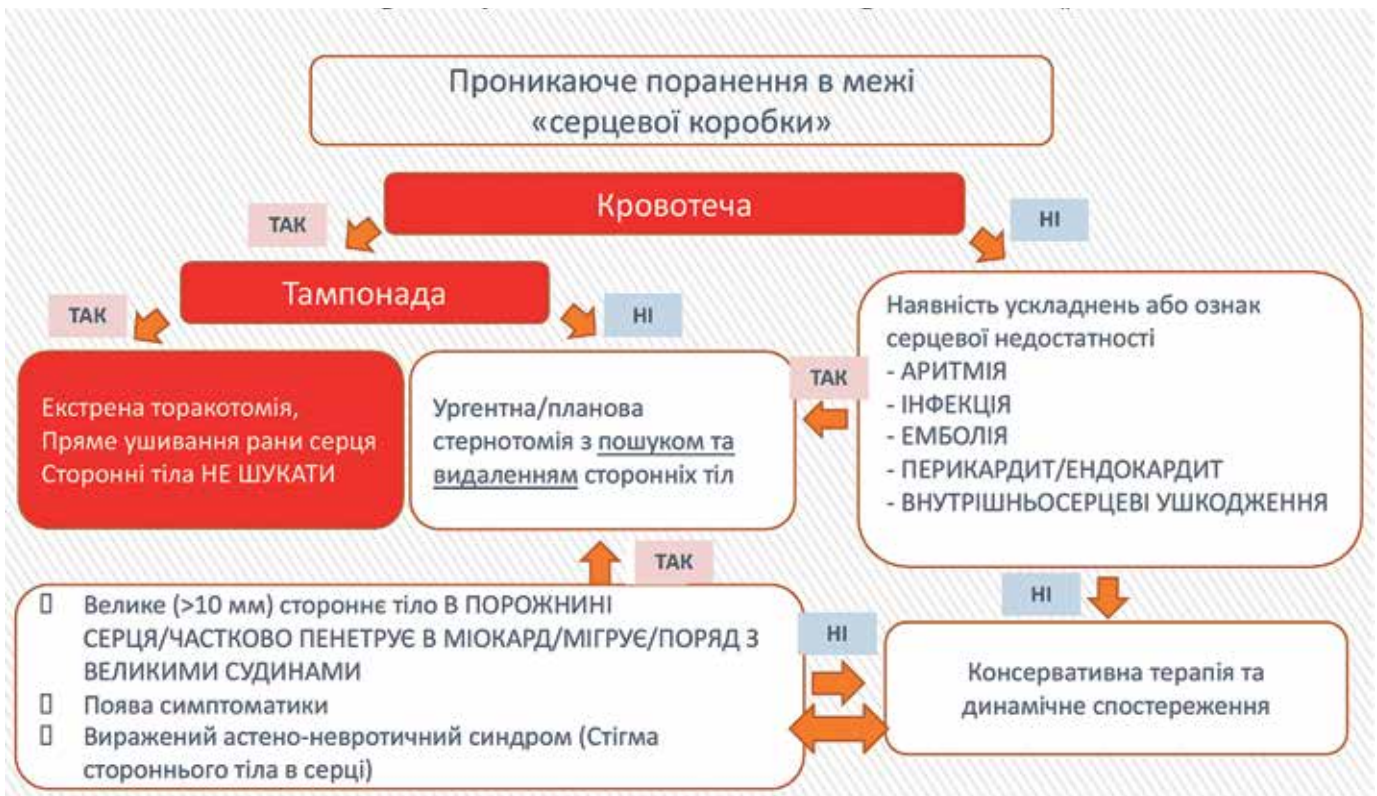 Проникаюче поранення в межі
«серцевої коробки»
Кровотеча
ТАК
НІ
Тампонада
ТАК
НІ
Екстрена торакотомія,
Пряме ушивання рани серця
Сторонні тіла НЕ ШУКАТИ
Ургентна/планова
стернотомія з пошуком та
видаленням сторонніх тіл
ТАК
Наявність ускладнень або ознак
серцевої недостатності
- АРИТМІЯ
- ІНФЕКЦІЯ
- ЕМБОЛІЯ
- ПЕРИКАРДИТ/ЕНДОКАРДИТ
- ВНУТРІШНЬОСЕРЦЕВІ УШКОДЖЕННЯ
ТАК
НІ
Велике (>10 мм) стороннє тіло В ПОРОЖНИНІ
СЕРЦЯ/ЧАСТКОВО ПЕНЕТРУЄ В МІОКАРД/МІГРУЄ/ПОРЯД З
ВЕЛИКИМИ СУДИНАМИ
Поява симптоматики
Виражений астено-невротичний синдром (Стігма
стороннього тіла в серці)
НІ
Консервативна терапія та
динамічне спостереження